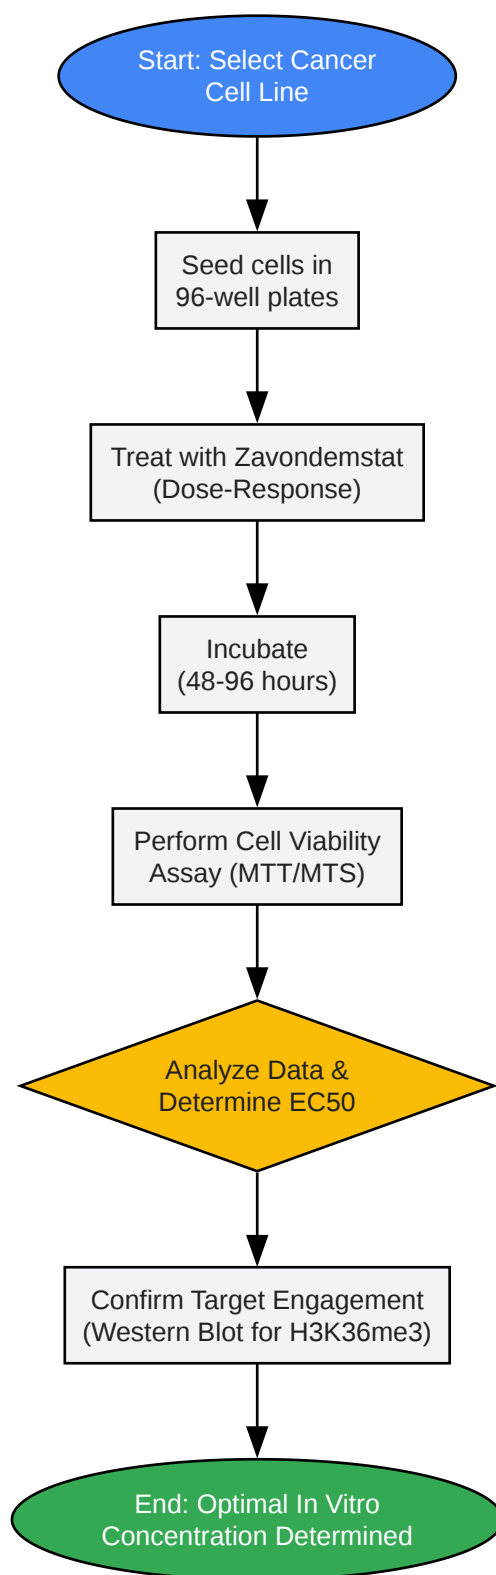 Start: Select Cancer
Cell Line
Seed cells in
96-well plates
Treat with Zavondemstat
(Dose-Response)
Incubate
(48-96 hours)
Perform Cell Viability
Assay (MTT/MTS)
Analyze Data &
Determine EC50
Confirm Target Engagement
(Western Blot for H3K36me3)
End: Optimal In Vitro
Concentration Determined